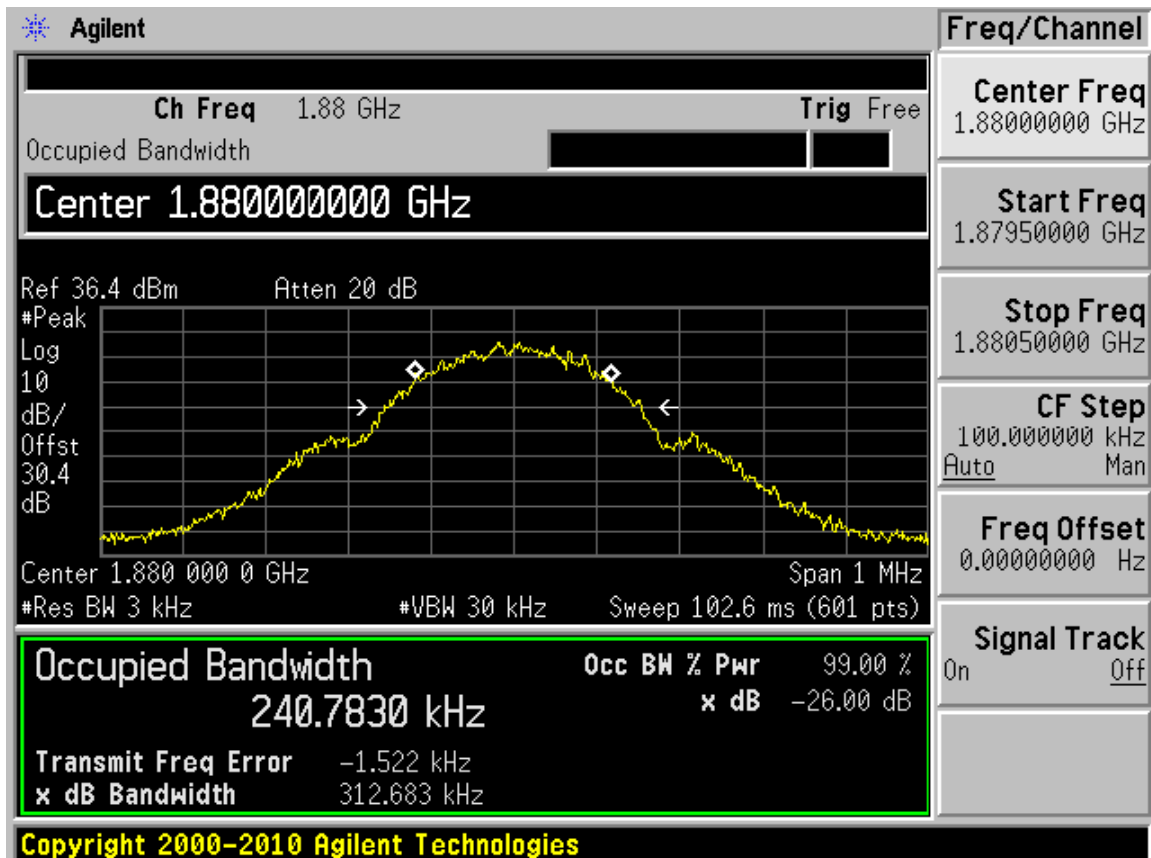 Agilent
Freq/Channel
Ch Freq 1.88 GHz Trig Free
Occupied Bandwidth
Center 1.880000000 GHz
Ref 36.4 dBm Atten 20 dB
#Peak
Log
10
dB/
Offst
30.4
dB
Center 1.880 000 0 GHz Span 1 MHz
#Res BW 3 kHz #VBW 30 kHz Sweep 102.6 ms (601 pts)
Occupied Bandwidth Occ BW % Pwr 99.00 %
240.7830 kHz x dB -26.00 dB
Transmit Freq Error -1.522 kHz
x dB Bandwidth 312.683 kHz
Copyright 2000-2010 Agilent Technologies
Center Freq
1.88000000 GHz
Start Freq
1.87950000 GHz
Stop Freq
1.88050000 GHz
CF Step
100.000000 kHz
Auto Man
Freq Offset
0.00000000 Hz
Signal Track
On Off